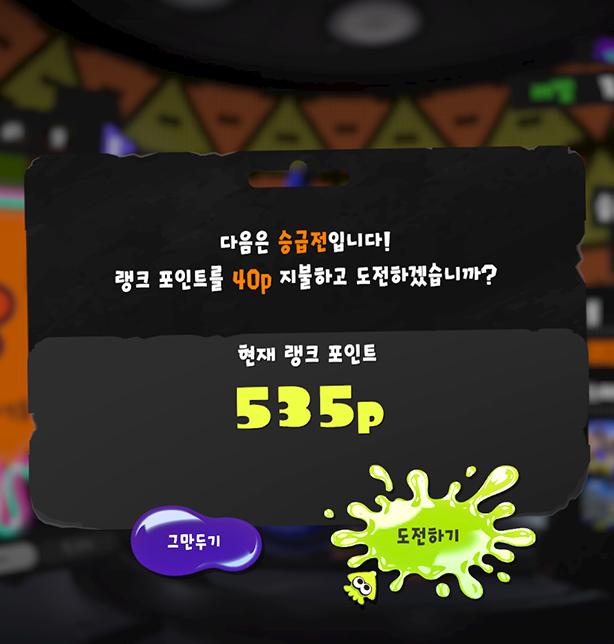 다음은 승급전입니다!
랭크 포인트를 40p 지불하고 도전하겠습니까?
현재 랭크 포인트
535p
그만두기
도전하기